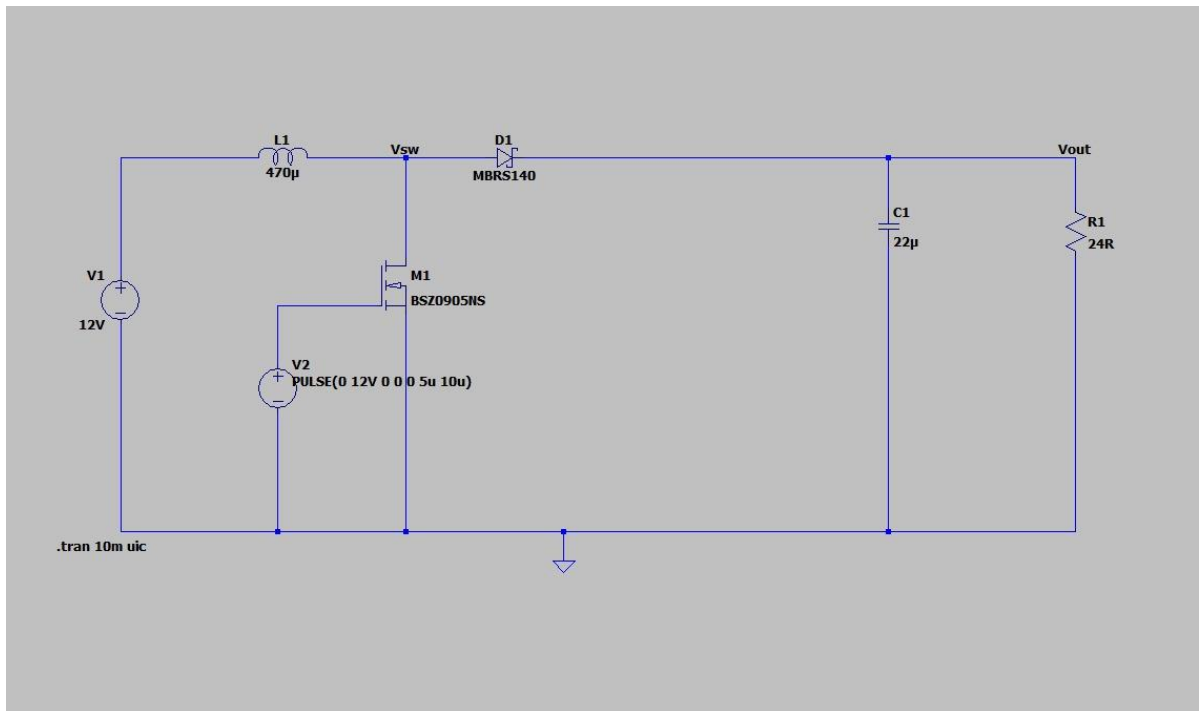 L1
470µ
Vsw
D1
MBRS140
Vout
C1
22µ
R1
24R
V1
12V
M1
BSZ0905NS
V2
PULSE(0 12V 0 0 0 5u 10u)
.tran 10m uic